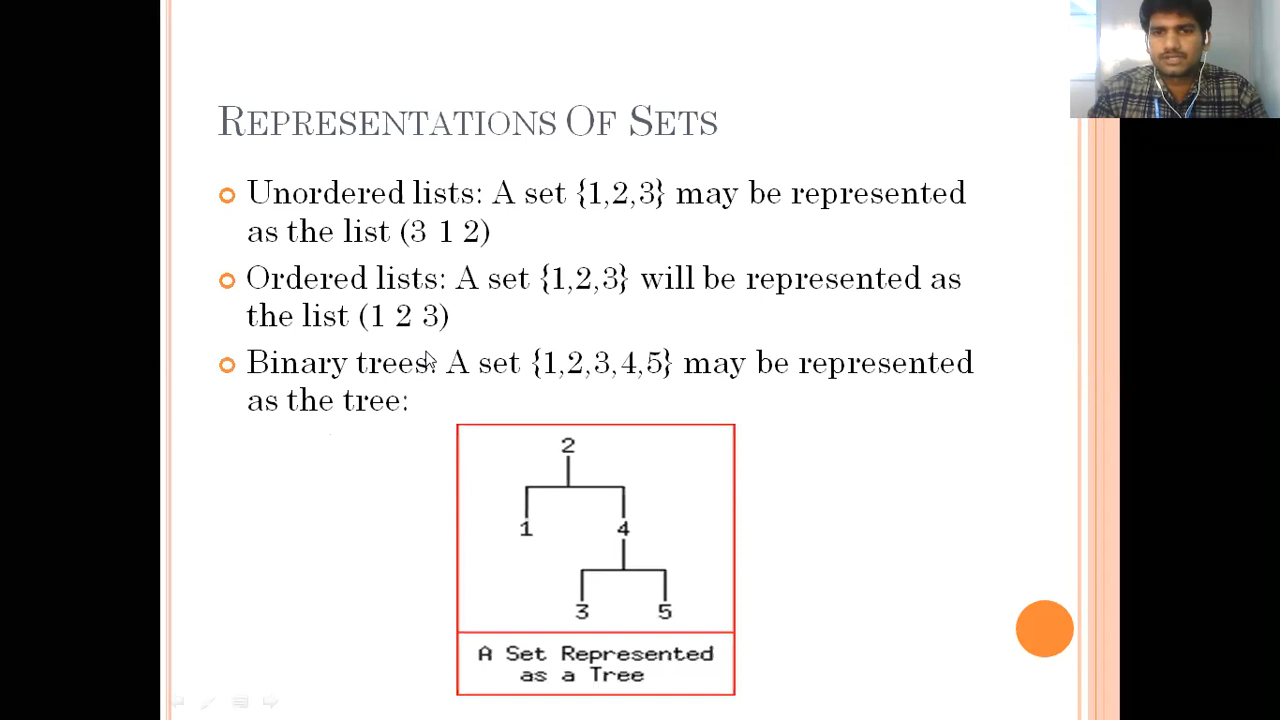 REPRESENTATIONS OF SETS
Unordered lists: A set {1,2,3} may be represented
as the list (3 1 2)
Ordered lists: A set {1,2,3} will be represented as
the list (1 2 3)
Binary trees: A set {1,2,3,4,5} may be represented
as the tree:
2
1 4
3 5
A Set Represented
as a Tree